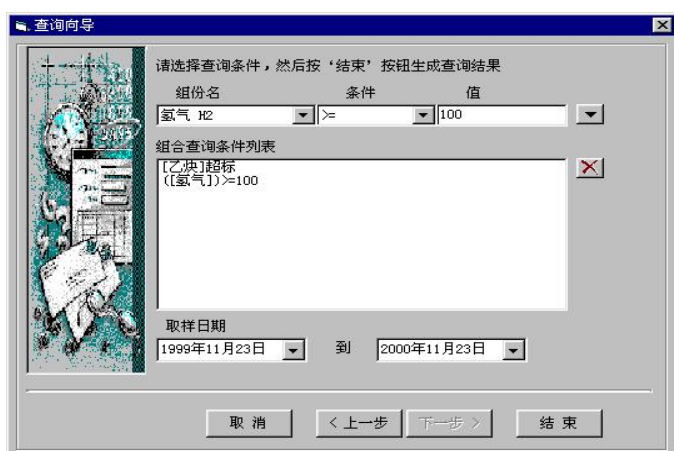 查询向导
请选择查询条件，然后按‘结束’按钮生成查询结果
组份名 条件 值
氢气 H2 >= 100
组合查询条件列表
[乙炔]超标
([氢气])>=100
取样日期
1999年11月23日 到 2000年11月23日
取 消 < 上一步 下一步 > 结 束